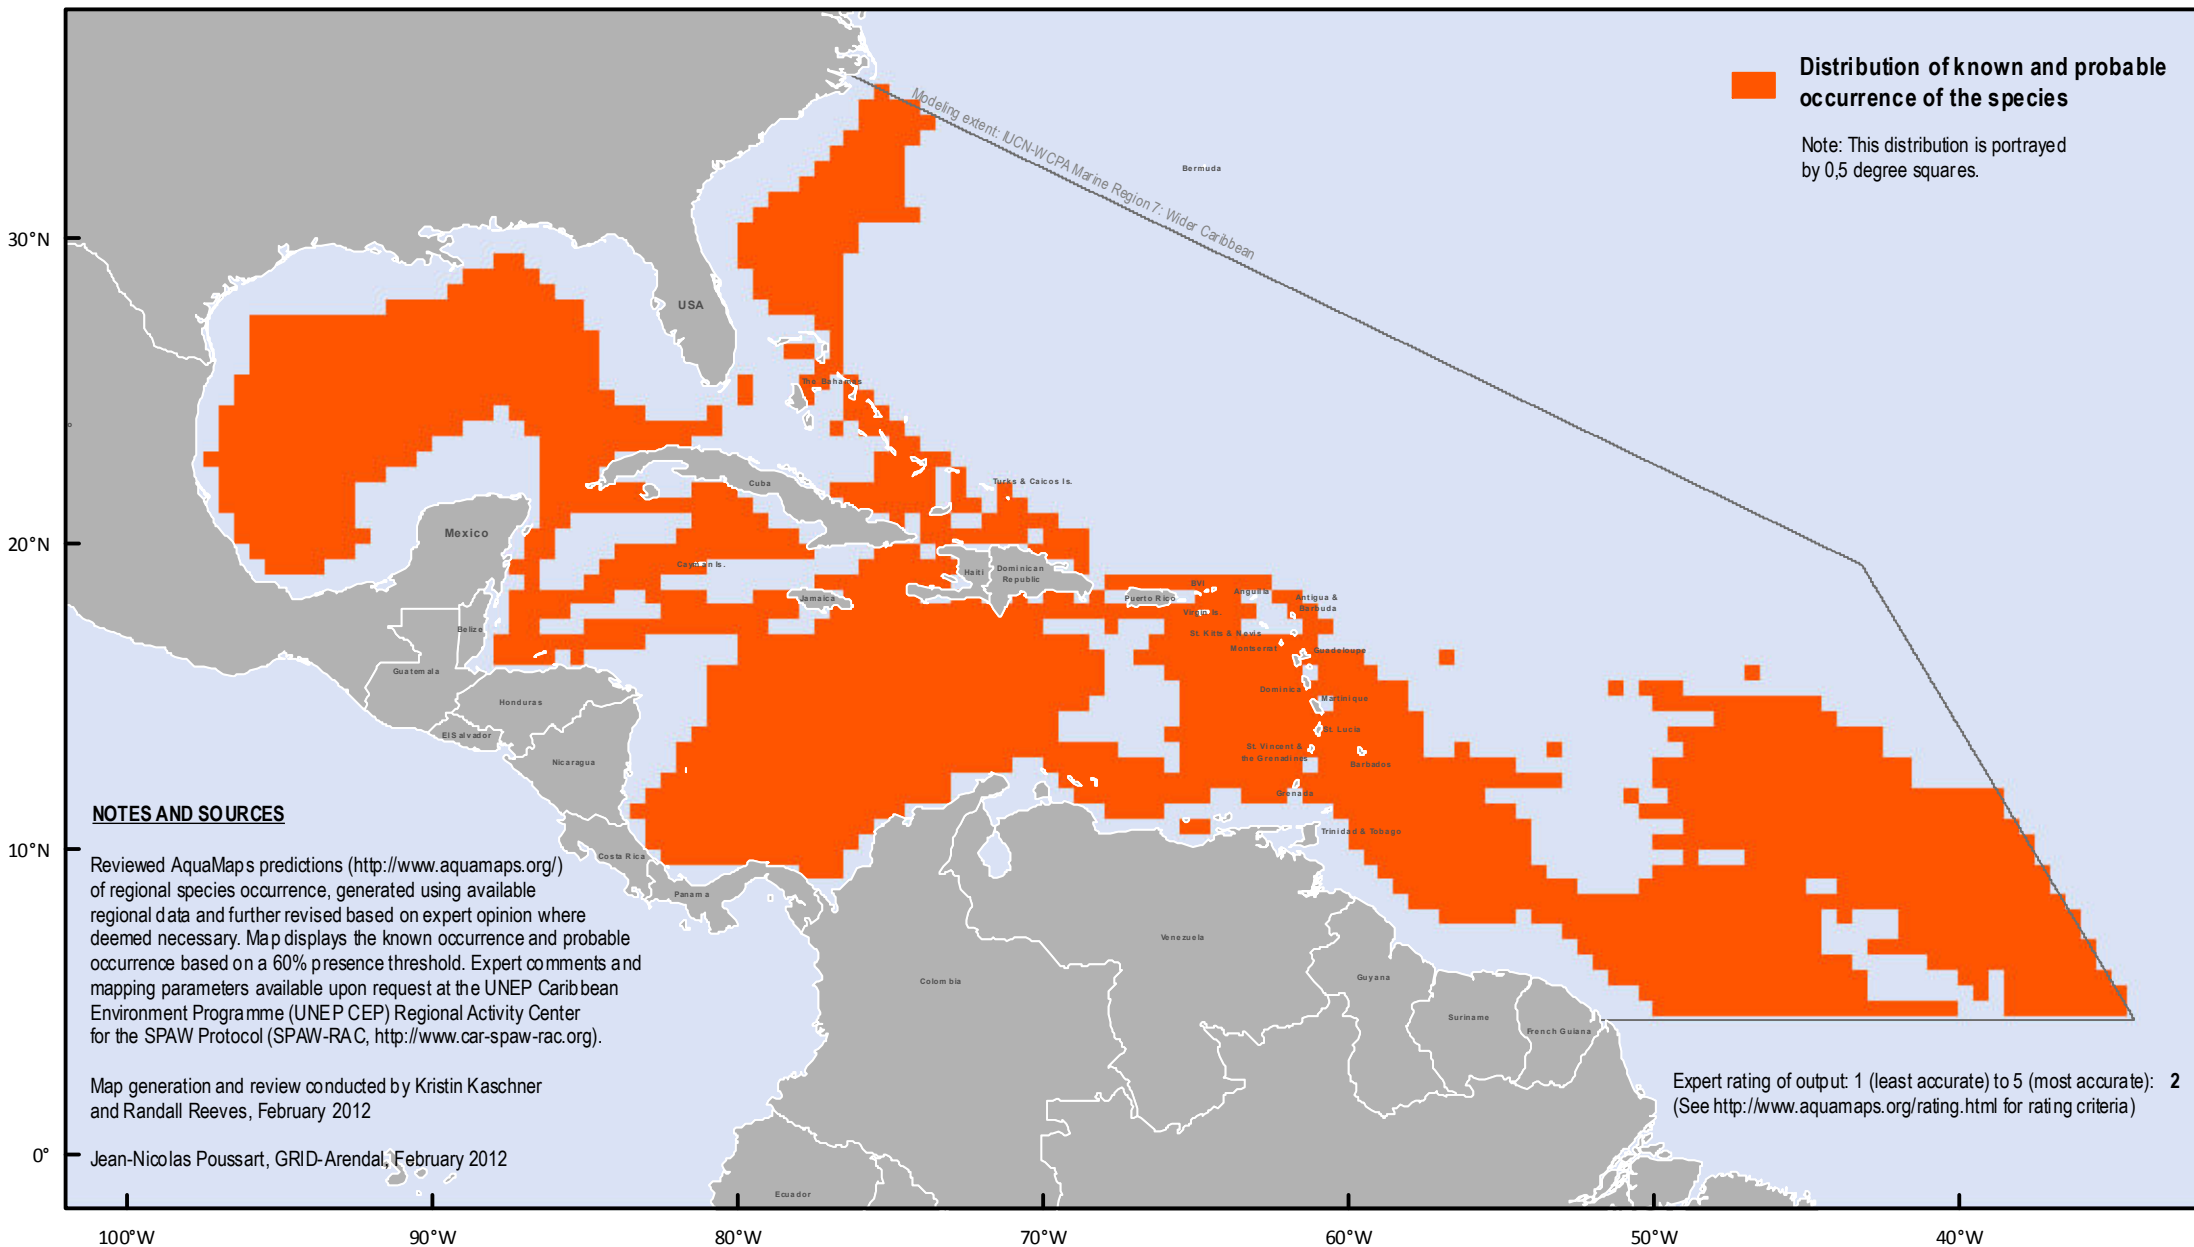 Distribution of known and probable
occurrence of the species
Note: This distribution is portrayed
by 0,5 degree squares.
Modeling extent: IUCN-WCPA Marine Region 7: Wider Caribbean
Bermuda
30°N
USA
The Bahamas
o
Cuba
Turks & Caicos Is.
Mexico
20°N
Cayman Is.
Haiti
Dominican
Republic
Jamaica
Puerto Rico
BVI
Anguilla
Virgin Is.
Antigua &
Barbuda
St. Kitts & Nevis
Montserrat
Guadeloupe
Belize
Guatemala
Honduras
Dominica
Martinique
El Salvador
St. Lucia
Nicaragua
St. Vincent &
the Grenadines
Barbados
Grenada
Trinidad & Tobago
10°N
Costa Rica
Panama
Venezuela
Colombia
Guyana
Suriname
French Guiana
Ecuador
NOTES AND SOURCES
Reviewed AquaMaps predictions (http://www.aquamaps.org/)
of regional species occurrence, generated using available
regional data and further revised based on expert opinion where
deemed necessary. Map displays the known occurrence and probable
occurrence based on a 60% presence threshold. Expert comments and
mapping parameters available upon request at the UNEP Caribbean
Environment Programme (UNEP CEP) Regional Activity Center
for the SPAW Protocol (SPAW-RAC, http://www.car-spaw-rac.org).
Map generation and review conducted by Kristin Kaschner
and Randall Reeves, February 2012
Jean-Nicolas Poussart, GRID-Arendal, February 2012
Expert rating of output: 1 (least accurate) to 5 (most accurate): 2
(See http://www.aquamaps.org/rating.html for rating criteria)
0°
100°W
90°W
80°W
70°W
60°W
50°W
40°W